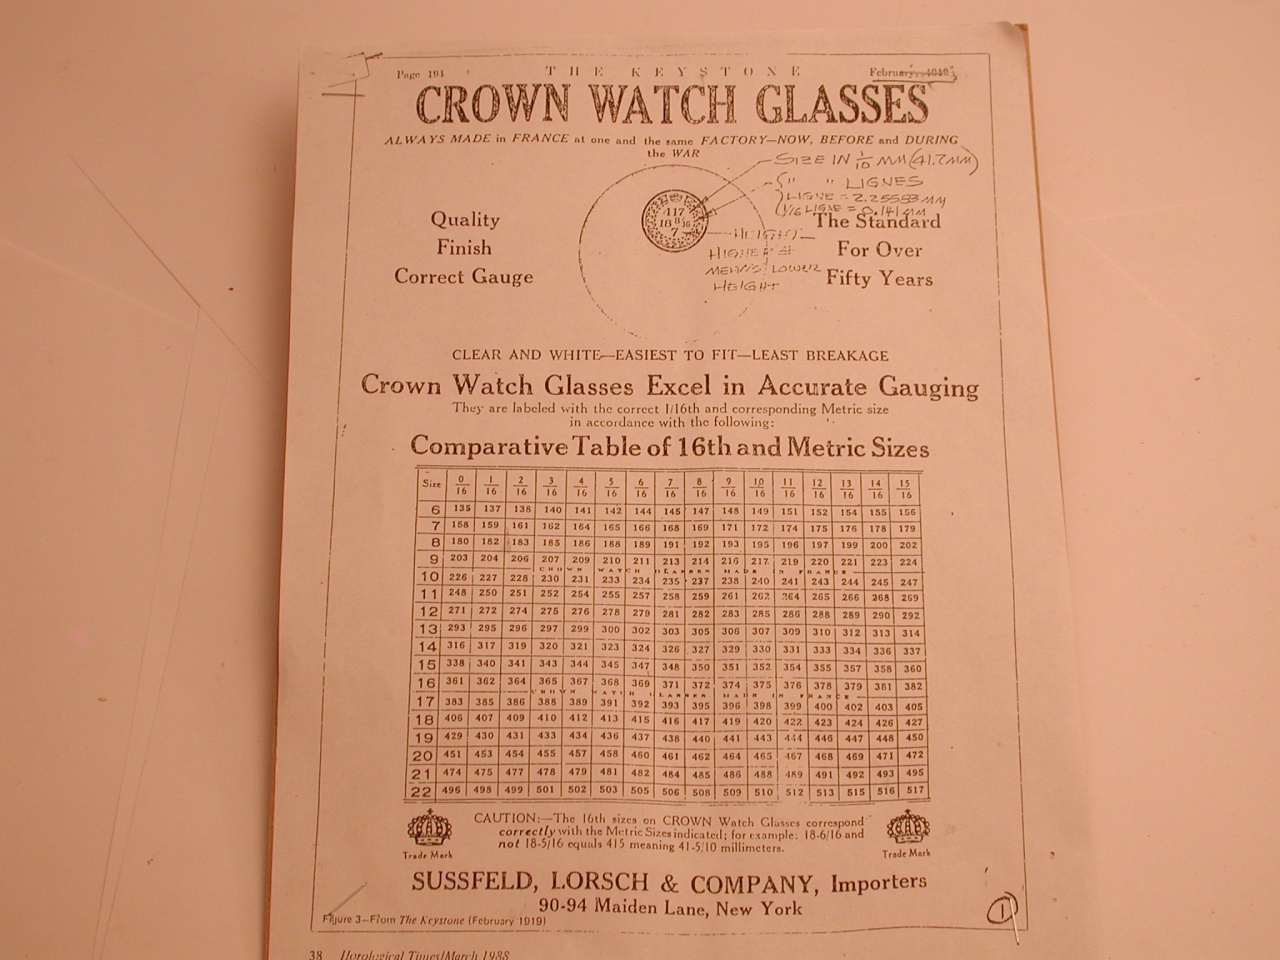 Page 191 THE KEYSTONE February, 1919
CROWN WATCH GLASSES
ALWAYS MADE in FRANCE at one and the same FACTORY—NOW, BEFORE and DURING
the WAR
SIZE IN 1/10 MM (41.7MM)
" " LIGNES
LIGNE = 2.25583 MM
1/16 LIGNE = 0.141 MM
417
18 8/16
7
HEIGHT
HIGHER #
MEANS LOWER
HEIGHT
Quality
Finish
Correct Gauge
The Standard
For Over
Fifty Years
CLEAR AND WHITE—EASIEST TO FIT—LEAST BREAKAGE
Crown Watch Glasses Excel in Accurate Gauging
They are labeled with the correct 1/16th and corresponding Metric size
in accordance with the following:
Comparative Table of 16th and Metric Sizes
Size 0/16 1/16 2/16 3/16 4/16 5/16 6/16 7/16 8/16 9/16 10/16 11/16 12/16 13/16 14/16 15/16
6 135 137 138 140 141 142 144 145 147 148 149 151 152 154 155 156
7 158 159 161 162 164 165 166 168 169 171 172 174 175 176 178 179
8 180 182 183 185 186 188 189 191 192 193 195 196 197 199 200 202
9 203 204 206 207 209 210 211 213 214 216 217 219 220 221 223 224
CROWN WATCH GLASSES MADE IN FRANCE
10 226 227 228 230 231 233 234 235 237 238 240 241 243 244 245 247
11 248 250 251 252 254 255 257 258 259 261 262 264 265 266 268 269
12 271 272 274 275 276 278 279 281 282 283 285 286 288 289 290 292
13 293 295 296 297 299 300 302 303 305 306 307 309 310 312 313 314
14 316 317 319 320 321 323 324 326 327 329 330 331 333 334 336 337
15 338 340 341 343 344 345 347 348 350 351 352 354 355 357 358 360
16 361 362 364 365 367 368 369 371 372 374 375 376 378 379 381 382
CROWN WATCH GLASSES MADE IN FRANCE
17 383 385 386 388 389 391 392 393 395 396 398 399 400 402 403 405
18 406 407 409 410 412 413 415 416 417 419 420 422 423 424 426 427
19 429 430 431 433 434 436 437 438 440 441 443 444 446 447 448 450
20 451 453 454 455 457 458 460 461 462 464 465 467 468 469 471 472
21 474 475 477 478 479 481 482 484 485 486 488 489 491 492 493 495
22 496 498 499 501 502 503 505 506 508 509 510 512 513 515 516 517
CAUTION:—The 16th sizes on CROWN Watch Glasses correspond
correctly with the Metric Sizes indicated; for example: 18-6/16 and
not 18-5/16 equals 415 meaning 41-5/10 millimeters.
Trade Mark
Trade Mark
SUSSFELD, LORSCH & COMPANY, Importers
90-94 Maiden Lane, New York
1
Figure 3—From The Keystone (February 1919)
38 Horological Times/March 1988